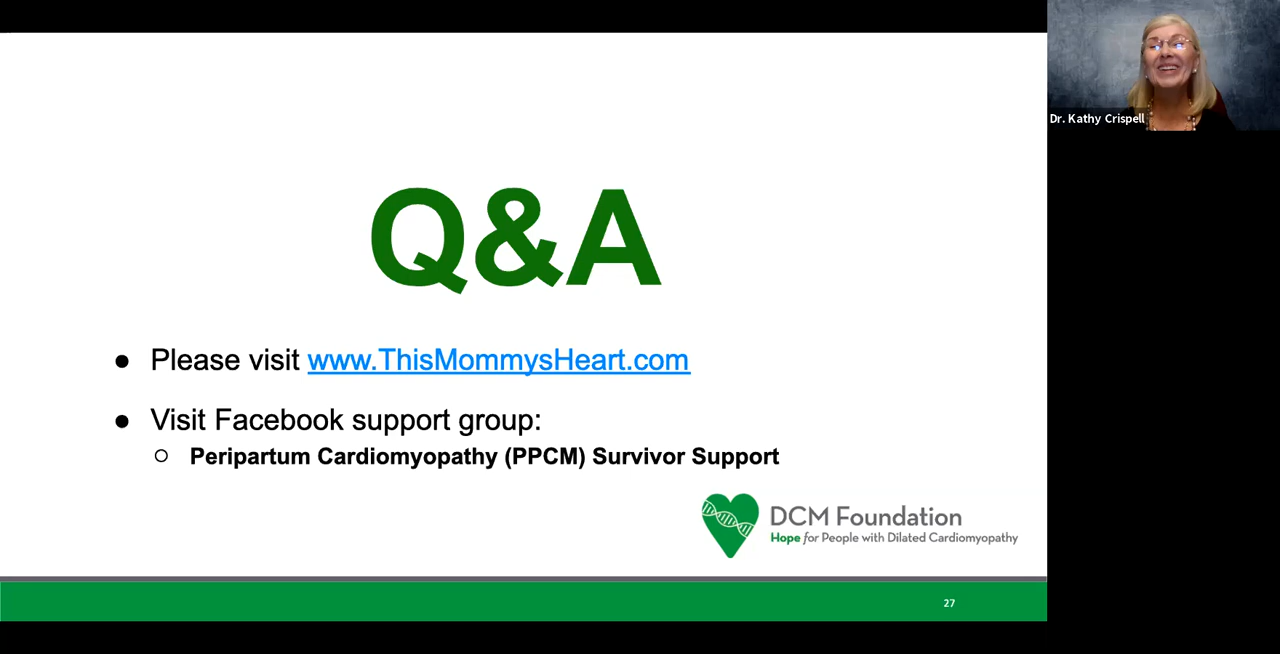 Dr. Kathy Crispell
Q&A
● Please visit www.ThisMommysHeart.com
● Visit Facebook support group:
○ Peripartum Cardiomyopathy (PPCM) Survivor Support
DCM Foundation
Hope for People with Dilated Cardiomyopathy
27